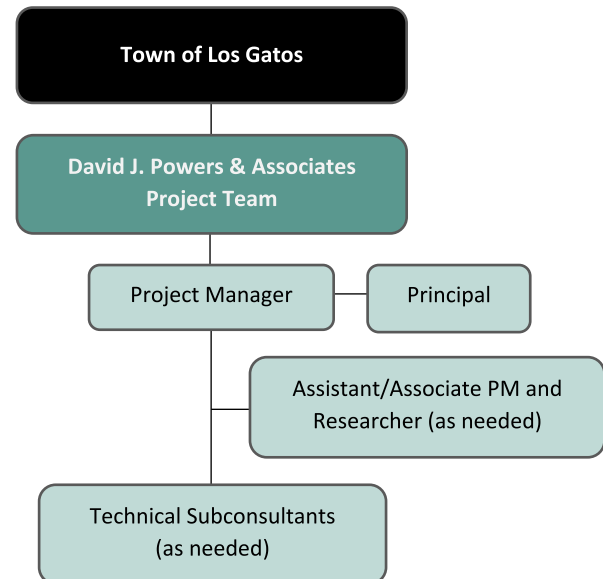 Town of Los Gatos
David J. Powers & Associates
Project Team
Project Manager
Principal
Assistant/Associate PM and
Researcher (as needed)
Technical Subconsultants
(as needed)